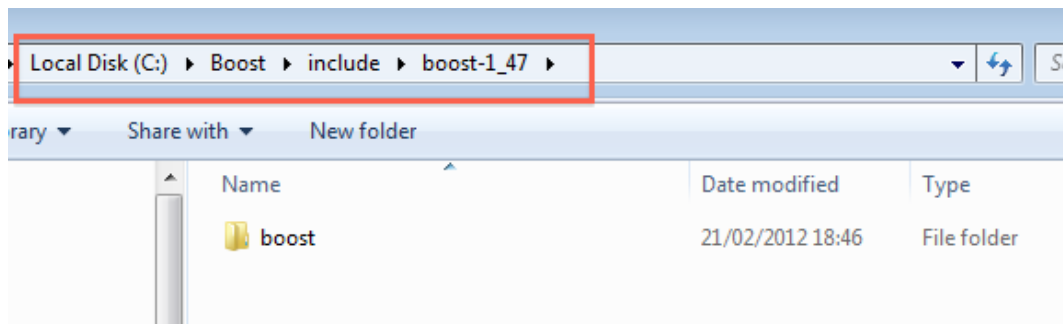 Local Disk (C:) Boost include boost-1_47
rary Share with New folder
Name Date modified Type
boost 21/02/2012 18:46 File folder